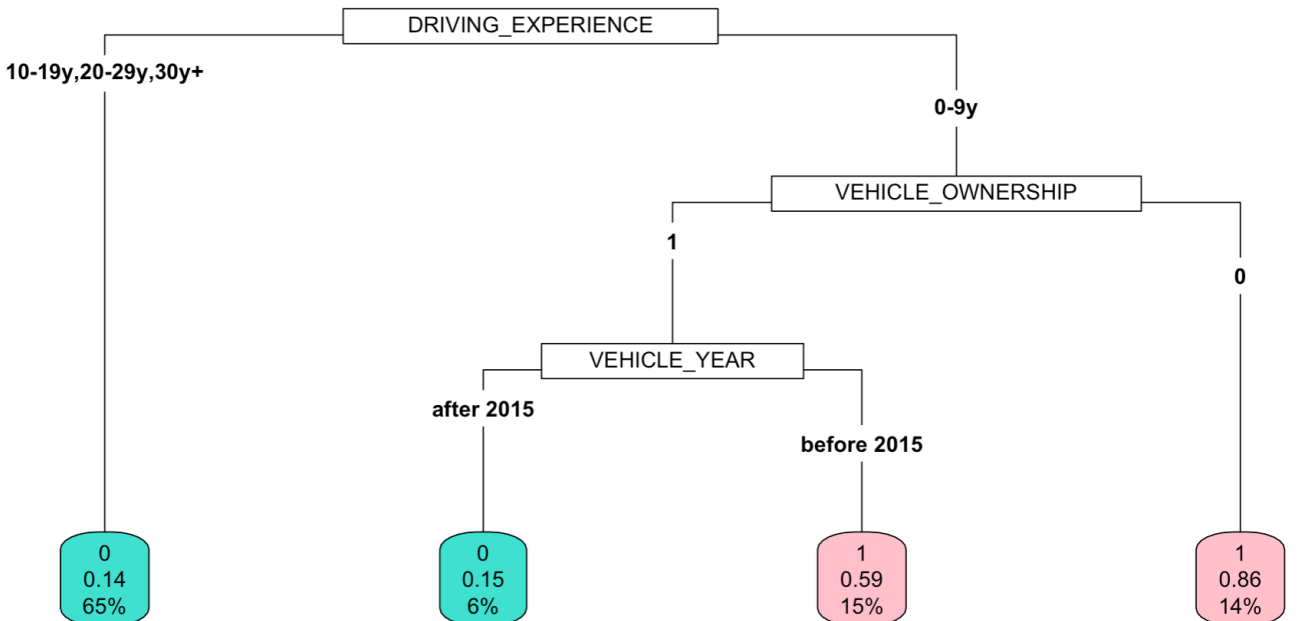 DRIVING_EXPERIENCE
10-19y,20-29y,30y+
0-9y
VEHICLE_OWNERSHIP
1
0
VEHICLE_YEAR
after 2015
before 2015
0
0.14
65%
0
0.15
6%
1
0.59
15%
1
0.86
14%